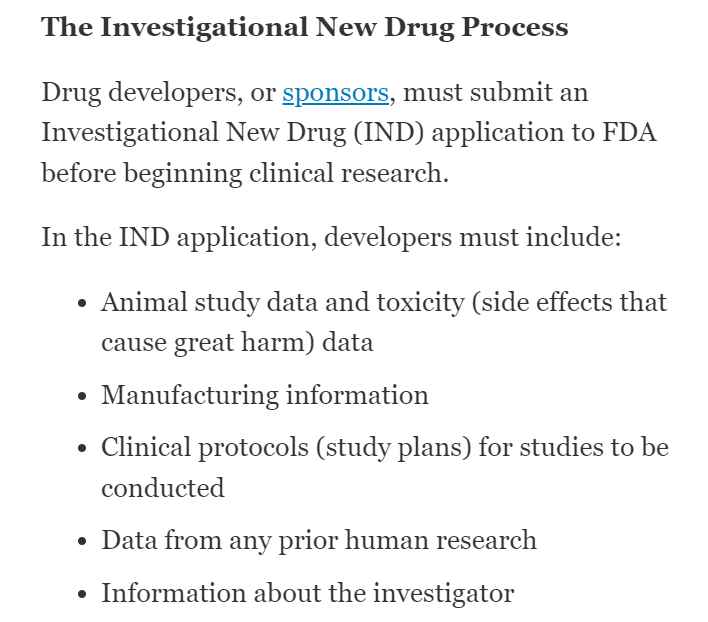 The Investigational New Drug Process
Drug developers, or sponsors, must submit an
Investigational New Drug (IND) application to FDA
before beginning clinical research.
In the IND application, developers must include:
• Animal study data and toxicity (side effects that
cause great harm) data
• Manufacturing information
• Clinical protocols (study plans) for studies to be
conducted
• Data from any prior human research
• Information about the investigator